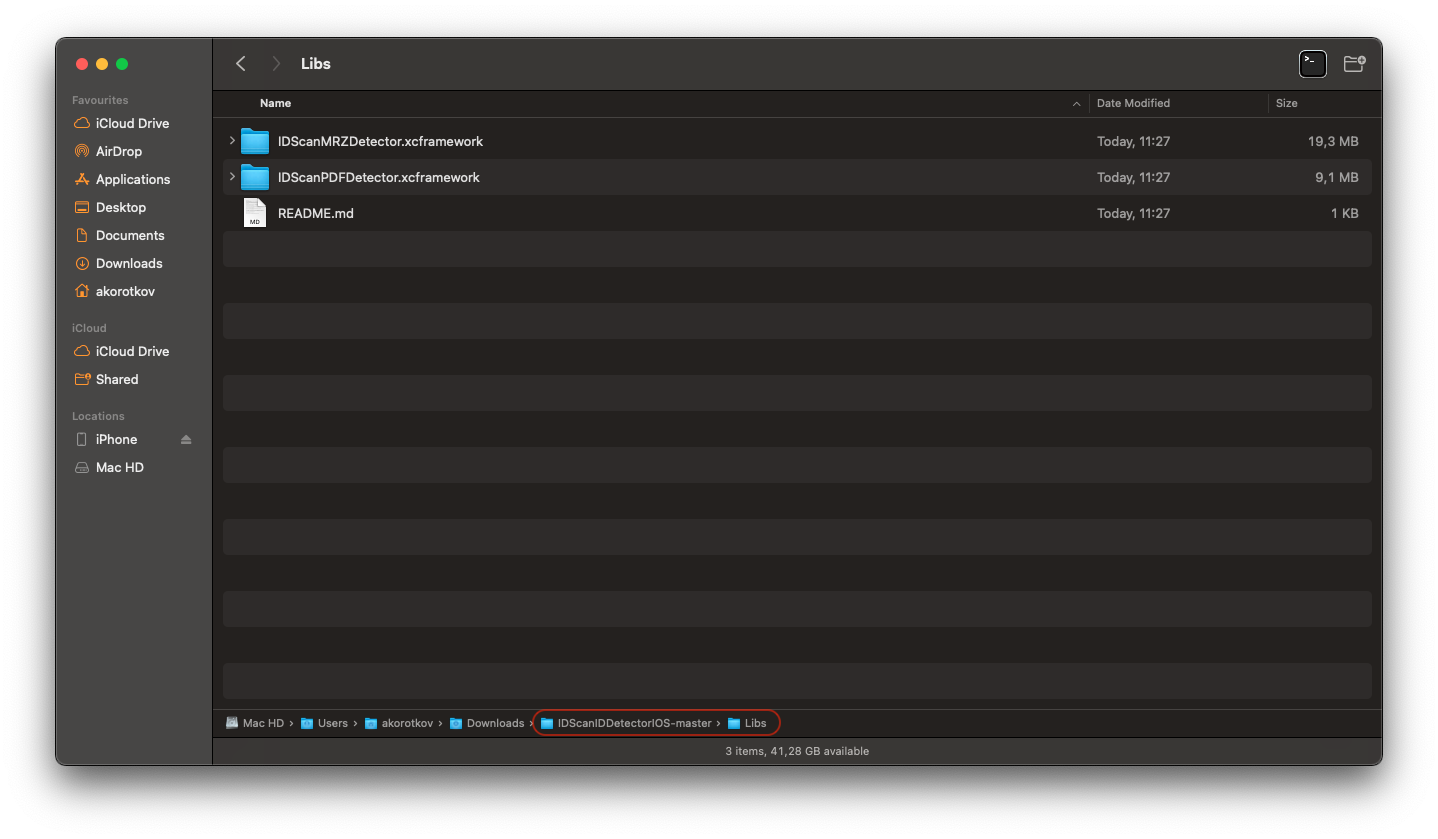 Libs
>-
Favourites
iCloud Drive
AirDrop
Applications
Desktop
Documents
Downloads
akorotkov
iCloud
iCloud Drive
Shared
Locations
iPhone
Mac HD
Name Date Modified Size
IDScanMRZDetector.xcframework Today, 11:27 19,3 MB
IDScanPDFDetector.xcframework Today, 11:27 9,1 MB
MD README.md Today, 11:27 1 KB
Mac HD › Users › akorotkov › Downloads › IDScanIDDetectorIOS-master › Libs
3 items, 41,28 GB available